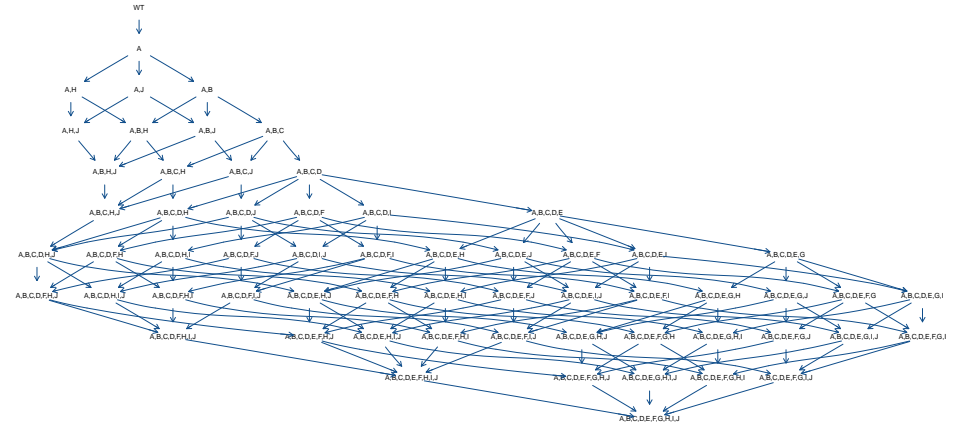 WT
A
A,H A,J A,B
A,H,J A,B,H A,B,J A,B,C
A,B,H,J A,B,C,H A,B,C,J A,B,C,D
A,B,C,H,J A,B,C,D,H A,B,C,D,J A,B,C,D,F A,B,C,D,I A,B,C,D,E
A,B,C,D,H,J A,B,C,D,F,H A,B,C,D,H,I A,B,C,D,F,J A,B,C,D,I,J A,B,C,D,F,I A,B,C,D,E,H A,B,C,D,E,J A,B,C,D,E,F A,B,C,D,E,I A,B,C,D,E,G
A,B,C,D,F,H,J A,B,C,D,H,I,J A,B,C,D,F,H,I A,B,C,D,F,I,J A,B,C,D,E,H,J A,B,C,D,E,F,H A,B,C,D,E,H,I A,B,C,D,E,F,J A,B,C,D,E,I,J A,B,C,D,E,F,I A,B,C,D,E,G,H A,B,C,D,E,G,J A,B,C,D,E,F,G A,B,C,D,E,G,I
A,B,C,D,F,H,I,J A,B,C,D,E,F,H,J A,B,C,D,E,H,I,J A,B,C,D,E,F,H,I A,B,C,D,E,F,I,J A,B,C,D,E,G,H,J A,B,C,D,E,F,G,H A,B,C,D,E,G,H,I A,B,C,D,E,F,G,J A,B,C,D,E,G,I,J A,B,C,D,E,F,G,I
A,B,C,D,E,F,H,I,J A,B,C,D,E,F,G,H,J A,B,C,D,E,G,H,I,J A,B,C,D,E,F,G,H,I A,B,C,D,E,F,G,I,J
A,B,C,D,E,F,G,H,I,J